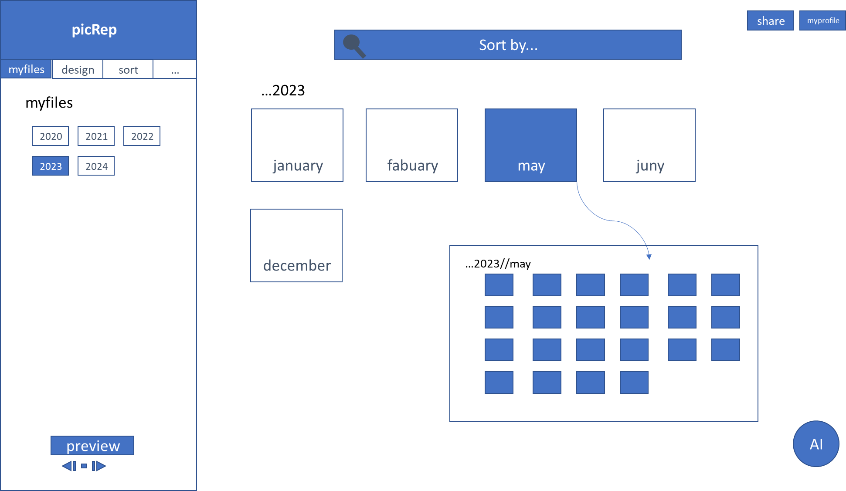 picRep
share
myprofile
Sort by...
myfiles
design
sort
...
myfiles
2020
2021
2022
2023
2024
...2023
january
fabuary
may
juny
december
...2023//may
preview
AI